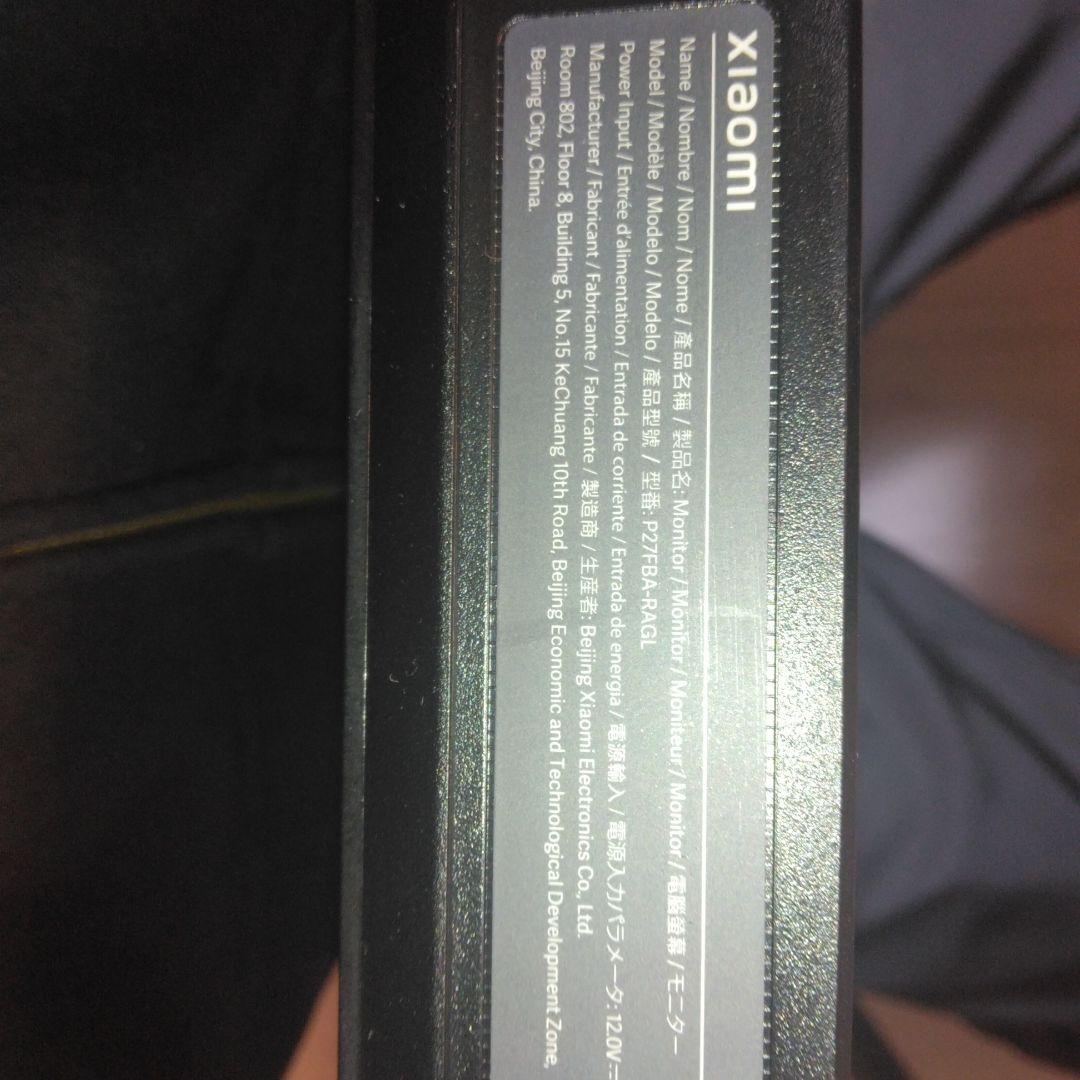 xiaomi
Name / Nombre / Nom / Nome / 產品名稱 / 製品名: Monitor / Monitor / Moniteur / Monitor / 電腦螢幕 / モニター
Model / Modèle / Modelo / Modelo / 產品型號 / 型番: P27FBA-RAGL
Power Input / Entrée d'alimentation / Entrada de corriente / Entrada de energia / 電源輸入 / 電源入力パラメータ: 12.0V⎓
Manufacturer / Fabricant / Fabricante / Fabricante / 製造商 / 生産者: Beijing Xiaomi Electronics Co., Ltd.
Room 802, Floor 8, Building 5, No.15 KeChuang 10th Road, Beijing Economic and Technological Development Zone,
Beijing City, China.